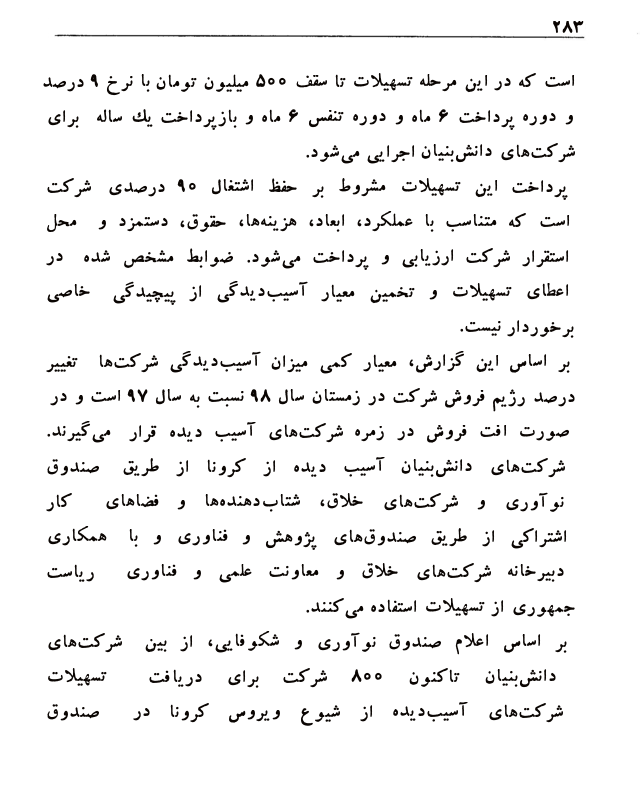 ۲۸۳
است که در این مرحله تسهیلات تا سقف ۵۰۰ میلیون تومان با نرخ ۹ درصد
و دوره پرداخت ۶ ماه و دوره تنفس ۶ ماه و بازپرداخت یك ساله برای
شرکت‌های دانش‌بنیان اجرایی می‌شود.
پرداخت این تسهیلات مشروط بر حفظ اشتغال ۹۰ درصدی شرکت
است که متناسب با عملکرد، ابعاد، هزینه‌ها، حقوق، دستمزد و محل
استقرار شرکت ارزیابی و پرداخت می‌شود. ضوابط مشخص شده در
اعطای تسهیلات و تخمین معیار آسیب‌دیدگی از پیچیدگی خاصی
برخوردار نیست.
بر اساس این گزارش، معیار کمی میزان آسیب‌دیدگی شرکت‌ها تغییر
درصد رژیم فروش شرکت در زمستان سال ۹۸ نسبت به سال ۹۷ است و در
صورت افت فروش در زمره شرکت‌های آسیب دیده قرار می‌گیرند.
شرکت‌های دانش‌بنیان آسیب دیده از کرونا از طریق صندوق
نوآوری و شرکت‌های خلاق، شتاب‌دهنده‌ها و فضاهای کار
اشتراکی از طریق صندوق‌های پژوهش و فناوری و با همکاری
دبیرخانه شرکت‌های خلاق و معاونت علمی و فناوری ریاست
جمهوری از تسهیلات استفاده می‌کنند.
بر اساس اعلام صندوق نوآوری و شکوفایی، از بین شرکت‌های
دانش‌بنیان تاکنون ۸۰۰ شرکت برای دریافت تسهیلات
شرکت‌های آسیب‌دیده از شیوع ویروس کرونا در صندوق